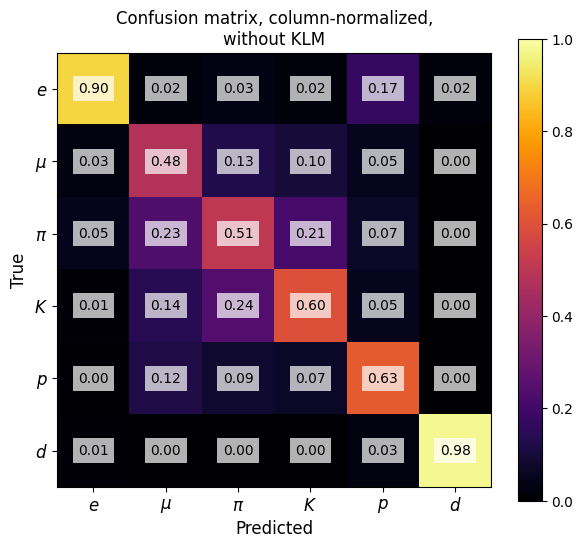 Confusion matrix, column-normalized,
without KLM
1.0
e 0.90 0.02 0.03 0.02 0.17 0.02
μ 0.03 0.48 0.13 0.10 0.05 0.00
0.8
π 0.05 0.23 0.51 0.21 0.07 0.00
0.6
True
K 0.01 0.14 0.24 0.60 0.05 0.00
0.4
p 0.00 0.12 0.09 0.07 0.63 0.00
0.2
d 0.01 0.00 0.00 0.00 0.03 0.98
0.0
e μ π K p d
Predicted